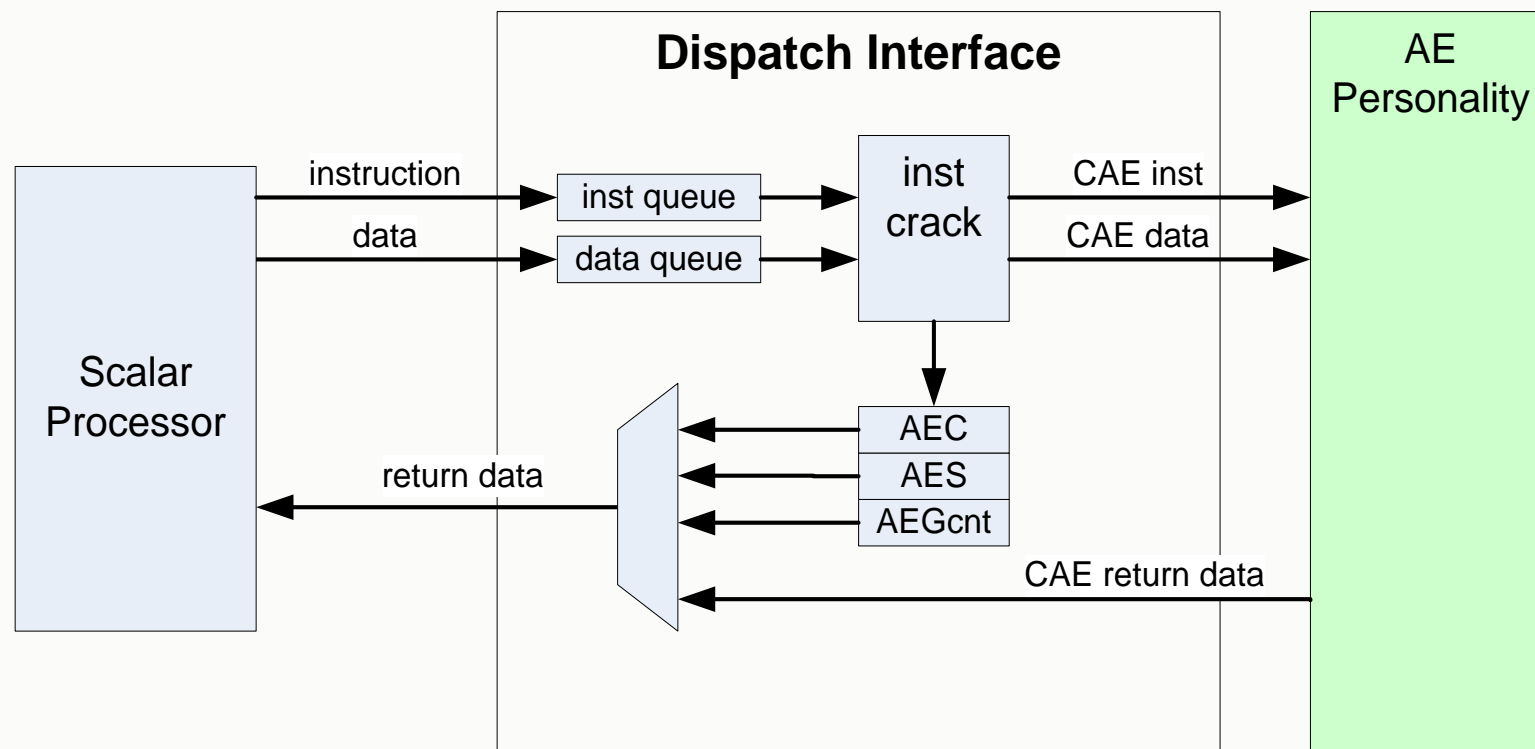 Dispatch Interface
AE
Personality
instruction
inst queue
inst
crack
CAE inst
data
data queue
CAE data
Scalar
Processor
AEC
return data
AES
AEGcnt
CAE return data